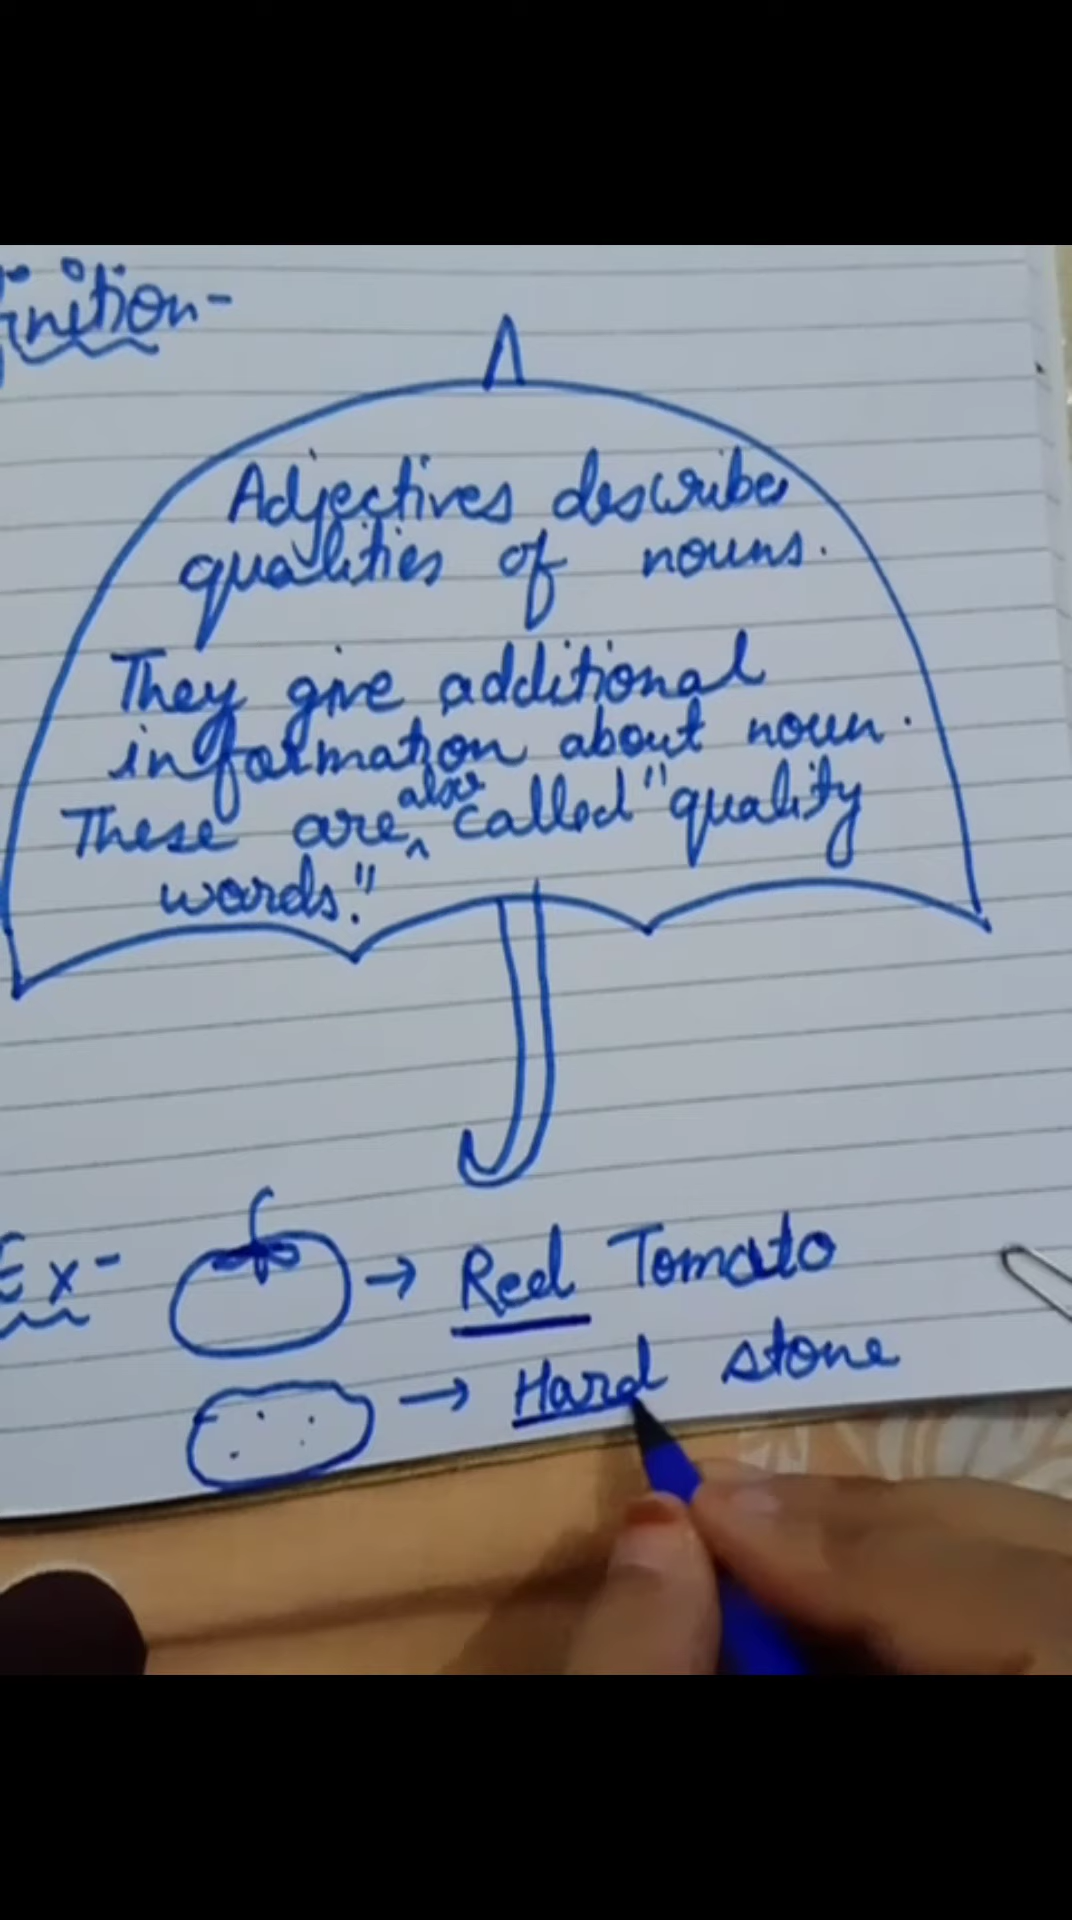 finition-
Adjectives describe
qualities of nouns.
They give additional
information about noun.
These are also called "quality
words."
Ex- → Red Tomato
→ Hard stone